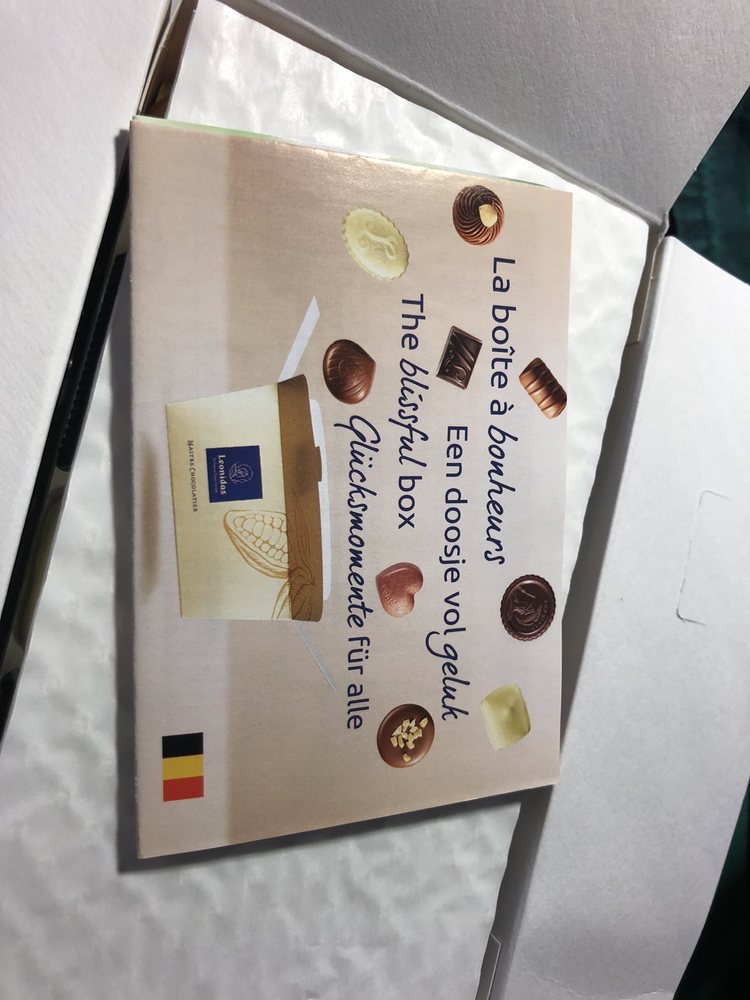 La boîte à bonheurs
Een doosje vol geluk
The blissful box
Glücksmomente für alle
Leonidas
MAITRE CHOCOLATIER